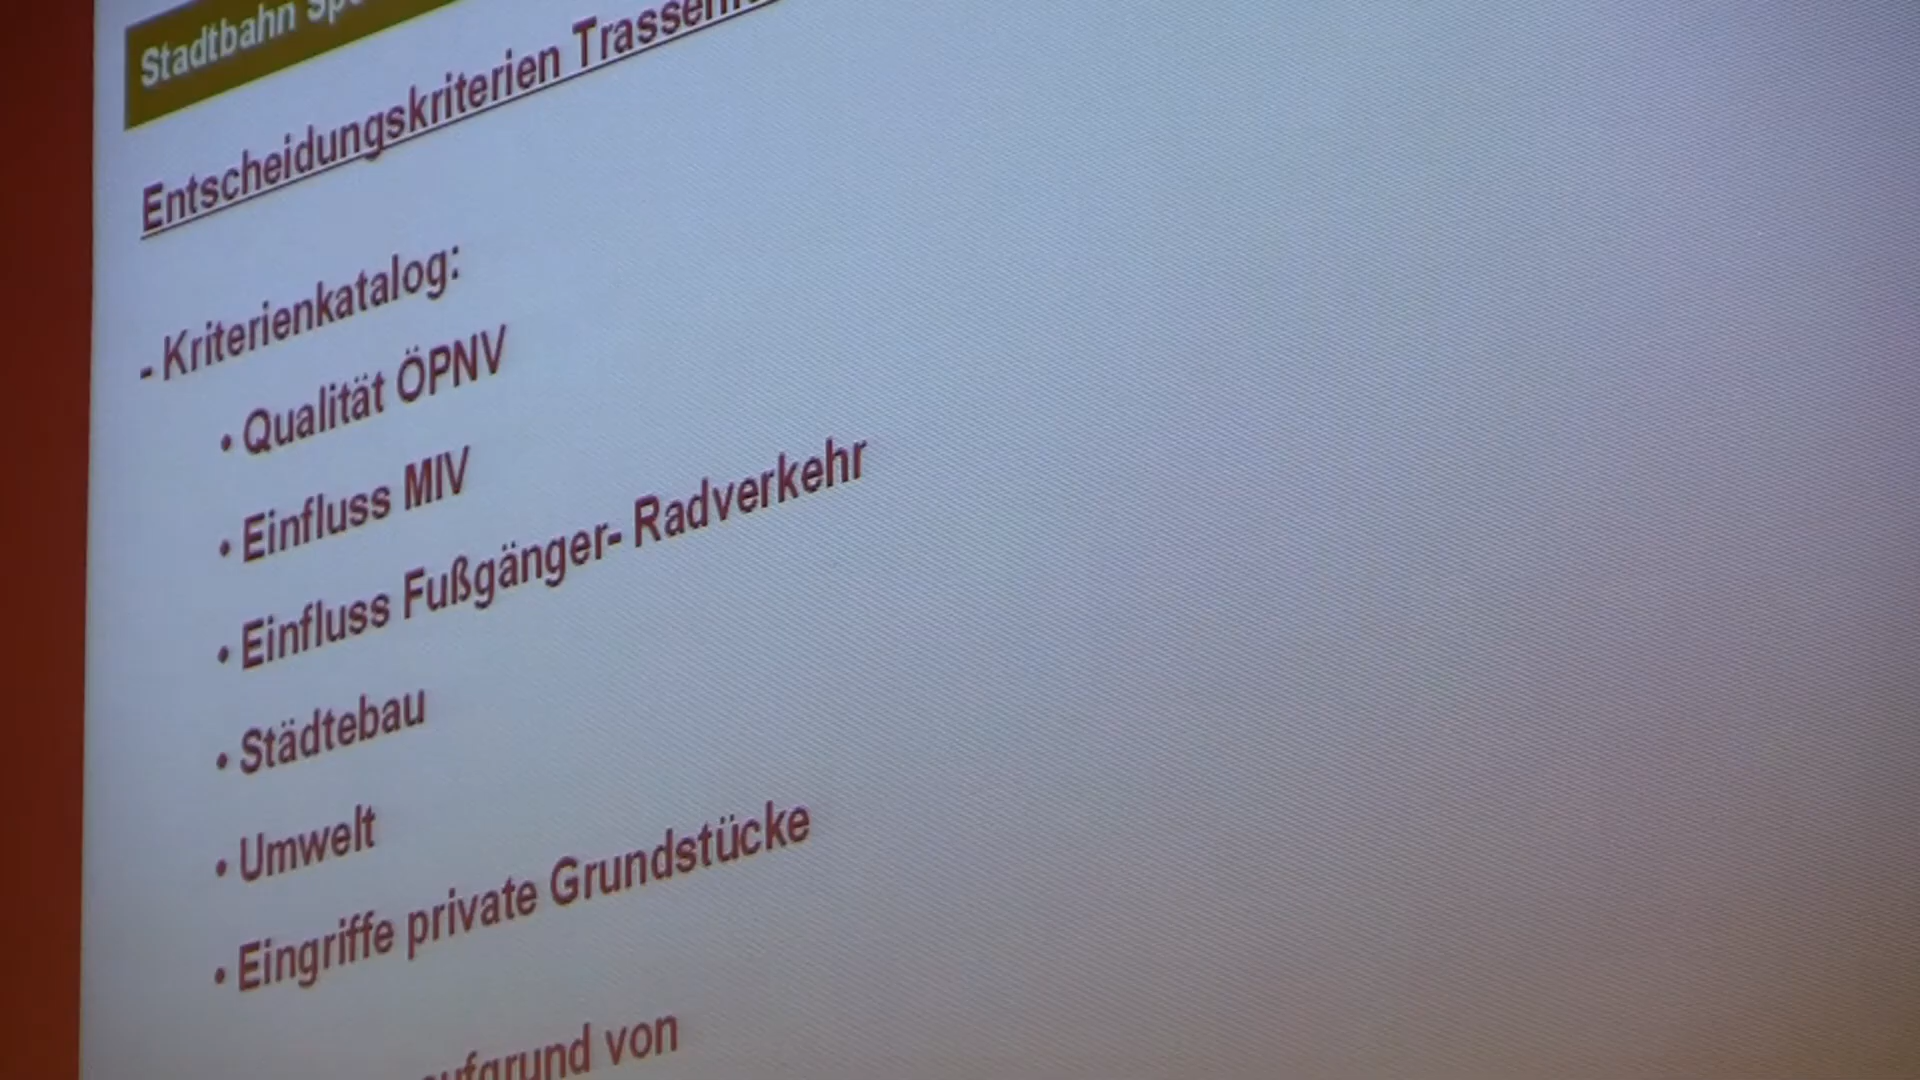 Stadtbahn
Entscheidungskriterien
- Kriterienkatalog:
• Qualität ÖPNV
• Einfluss MIV
• Einfluss Fußgänger- Radverkehr
• Städtebau
• Umwelt
• Eingriffe private Grundstücke
von